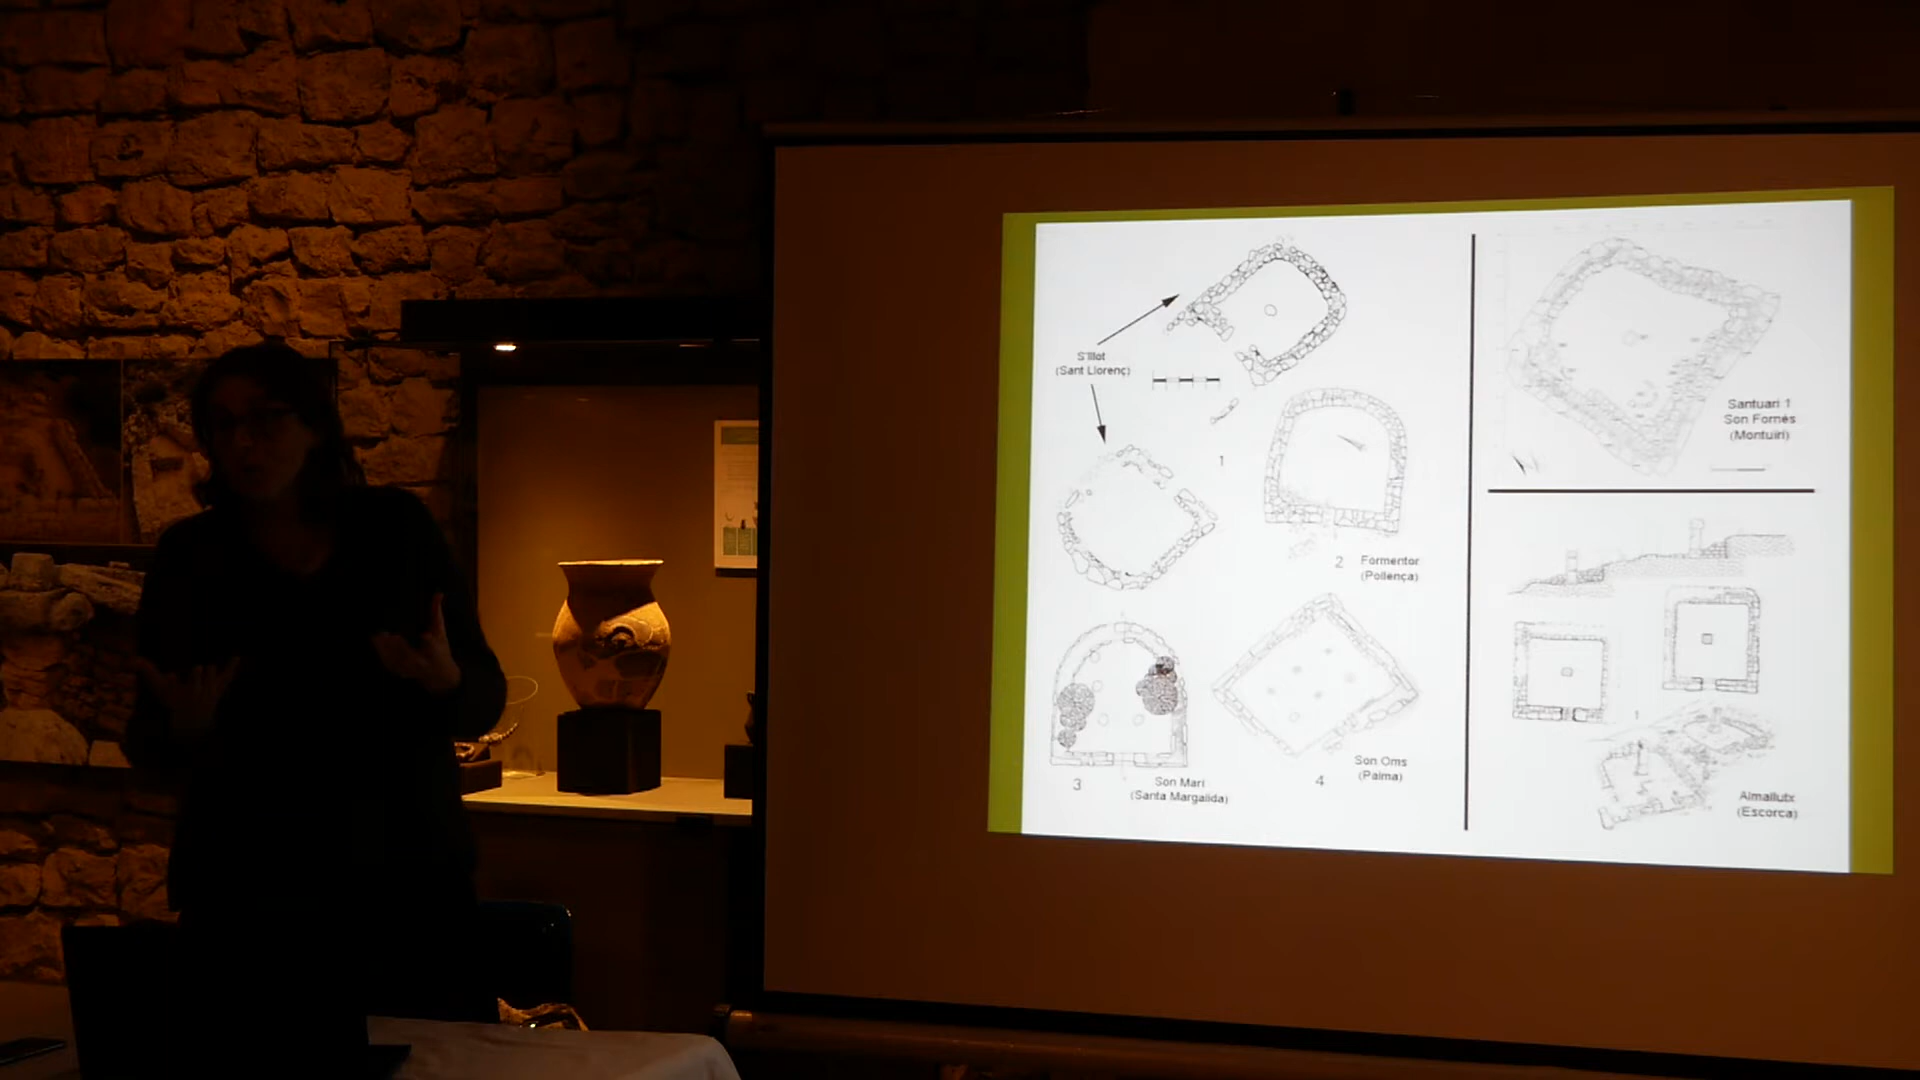 S'Illot
(Sant Llorenç)
1
2 Formentor
(Pollença)
3 Son Marí
(Santa Margalida)
4 Son Oms
(Palma)
Santuari 1
Son Fornés
(Montuïri)
1
Almallutx
(Escorca)